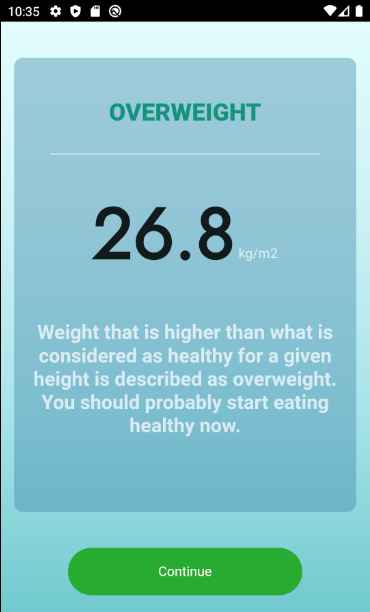 10:35
OVERWEIGHT
26.8 kg/m2
Weight that is higher than what is
considered as healthy for a given
height is described as overweight.
You should probably start eating
healthy now.
Continue